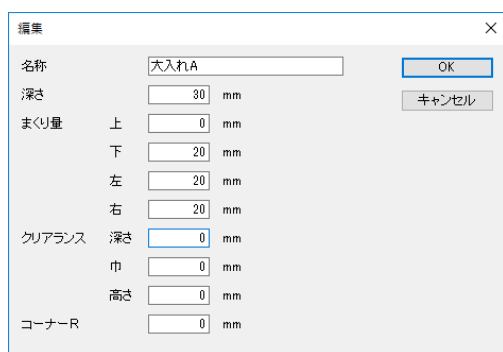 編集
名称 大入れA OK
深さ 30 mm キャンセル
まくり量 上 0 mm
下 20 mm
左 20 mm
右 20 mm
クリアランス 深さ 0 mm
巾 0 mm
高さ 0 mm
コーナーR 0 mm